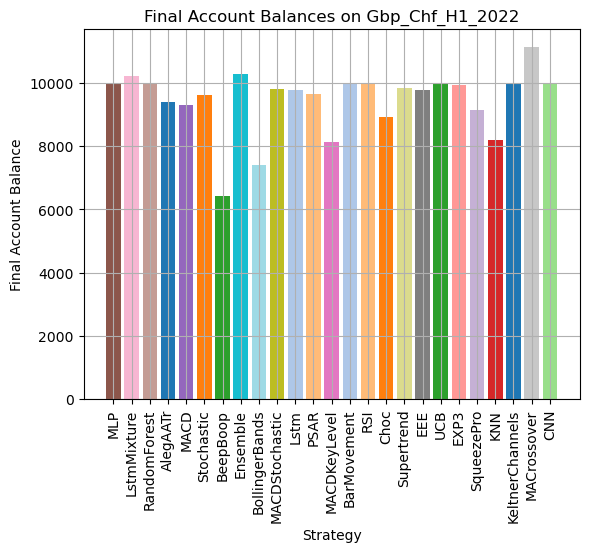 Final Account Balances on Gbp_Chf_H1_2022
Final Account Balance
10000
8000
6000
4000
2000
0
MLP
LstmMixture
RandomForest
AlegAATr
MACD
Stochastic
BeepBoop
Ensemble
BollingerBands
MACDStochastic
Lstm
PSAR
MACDKeyLevel
BarMovement
RSI
Choc
Supertrend
EEE
UCB
EXP3
SqueezePro
KNN
KeltnerChannels
MACrossover
CNN
Strategy